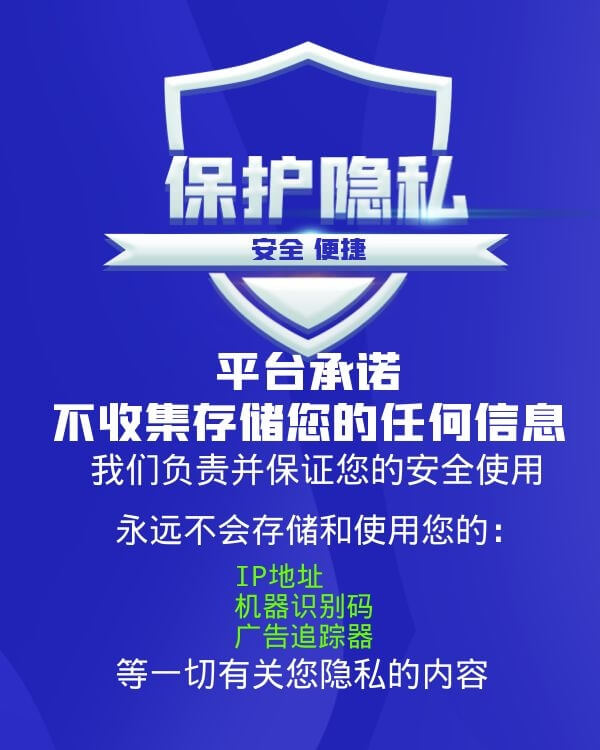 保护隐私
安全 便捷
平台承诺
不收集存储您的任何信息
我们负责并保证您的安全使用
永远不会存储和使用您的:
IP地址
机器识别码
广告追踪器
等一切有关您隐私的内容